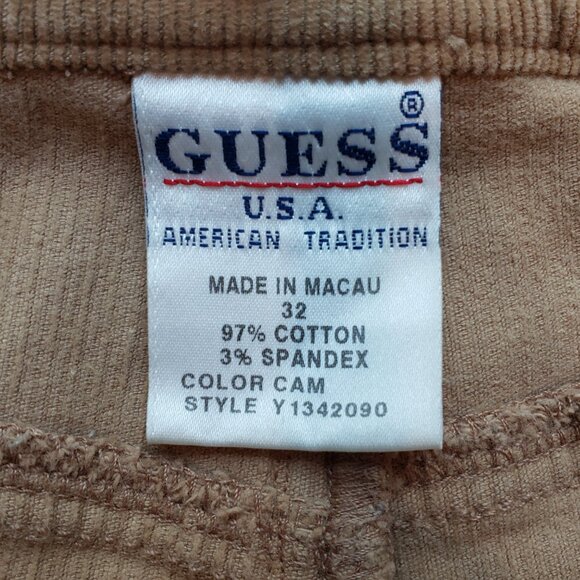 ®
GUESS
U.S.A.
AMERICAN TRADITION
MADE IN MACAU
32
97% COTTON
3% SPANDEX
COLOR CAM
STYLE Y1342090